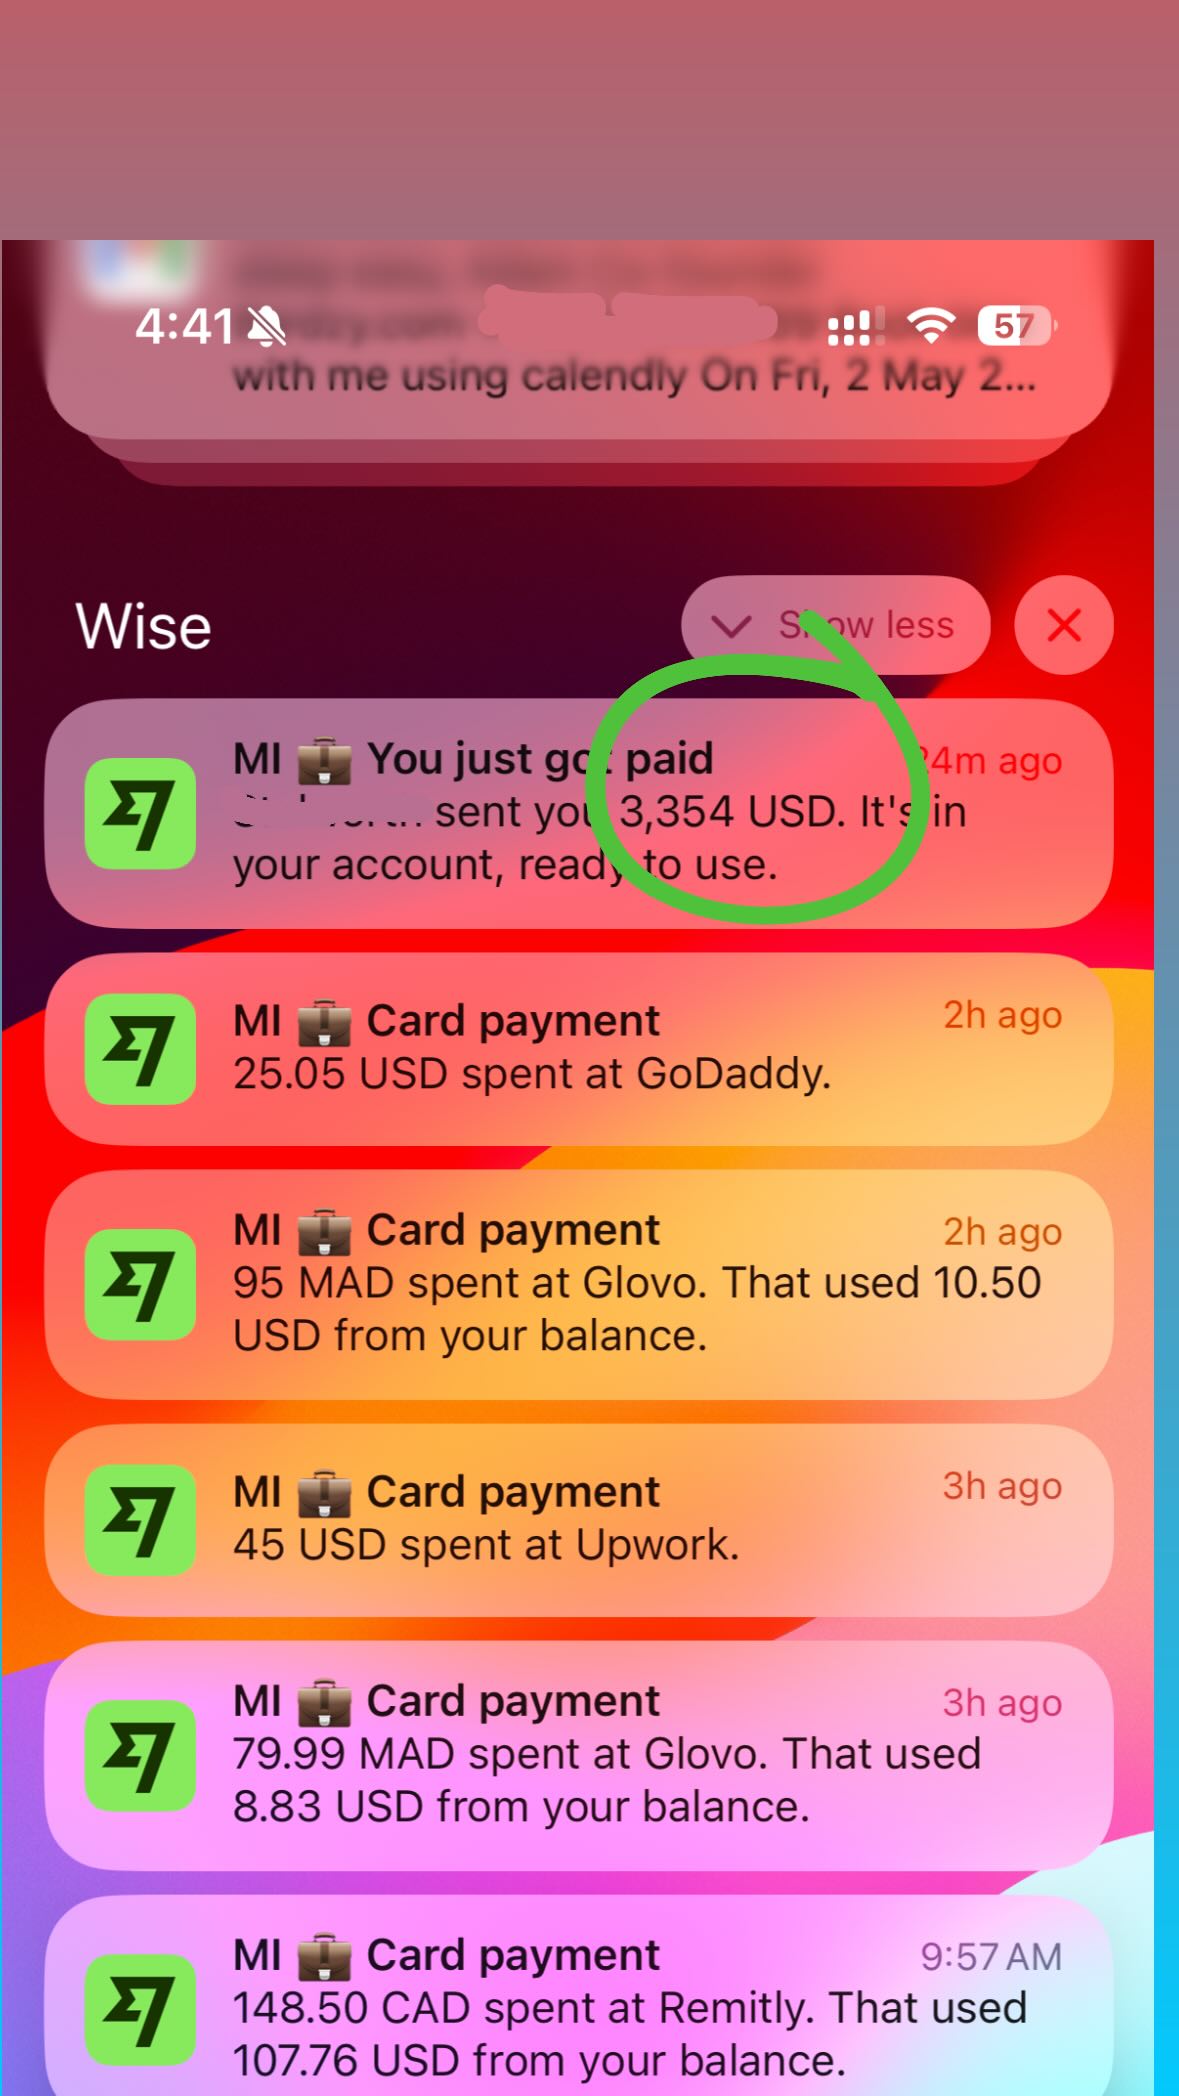 4:41
57
with me using calendly On Fri, 2 May 2...
Wise
Show less
MI 💼 You just got paid
24m ago
sent you 3,354 USD. It's in
your account, ready to use.
MI 💼 Card payment
2h ago
25.05 USD spent at GoDaddy.
MI 💼 Card payment
2h ago
95 MAD spent at Glovo. That used 10.50
USD from your balance.
MI 💼 Card payment
3h ago
45 USD spent at Upwork.
MI 💼 Card payment
3h ago
79.99 MAD spent at Glovo. That used
8.83 USD from your balance.
MI 💼 Card payment
9:57 AM
148.50 CAD spent at Remitly. That used
107.76 USD from your balance.